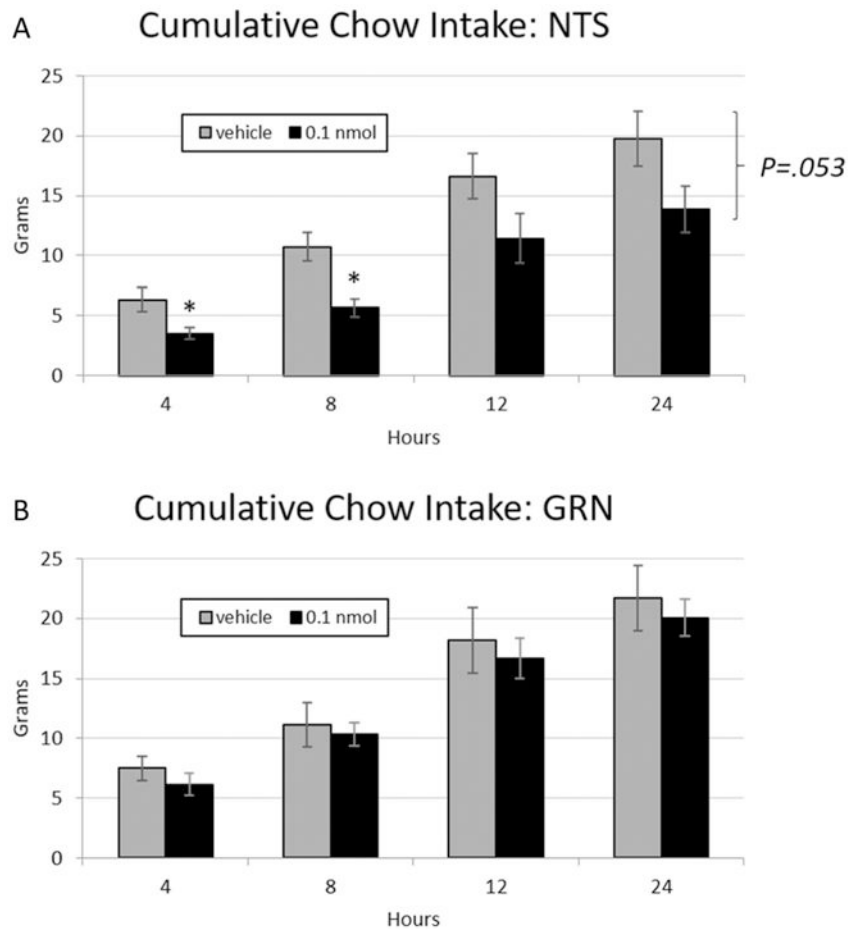 A
Cumulative Chow Intake: NTS
25
20
15
10
5
0
Grams
vehicle 0.1 nmol
*
*
P=.053
4 8 12 24
Hours
B
Cumulative Chow Intake: GRN
25
20
15
10
5
0
Grams
vehicle 0.1 nmol
4 8 12 24
Hours